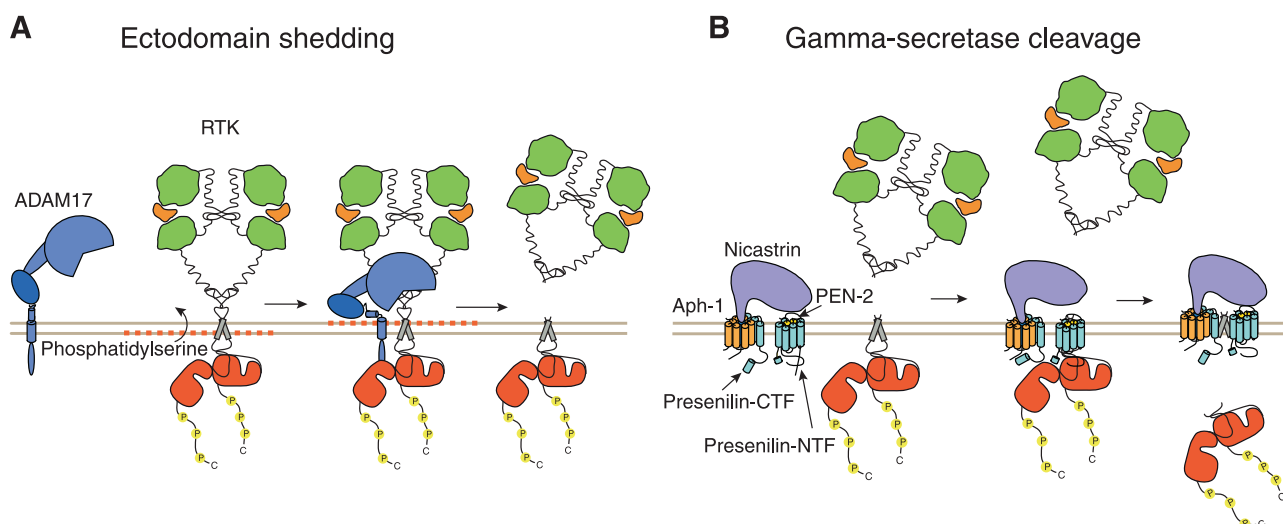 A
Ectodomain shedding
RTK
ADAM17
Phosphatidylserine
P
P
P
P
C
P
P
P
C
P
P
P
P
C
P
P
P
C
P
P
P
P
C
P
P
P
C
B
Gamma-secretase cleavage
Nicastrin
Aph-1
PEN-2
Presenilin-CTF
Presenilin-NTF
P
P
P
P
C
P
P
P
C
P
P
P
P
C
P
P
P
C
P
P
P
P
C
P
P
P
C